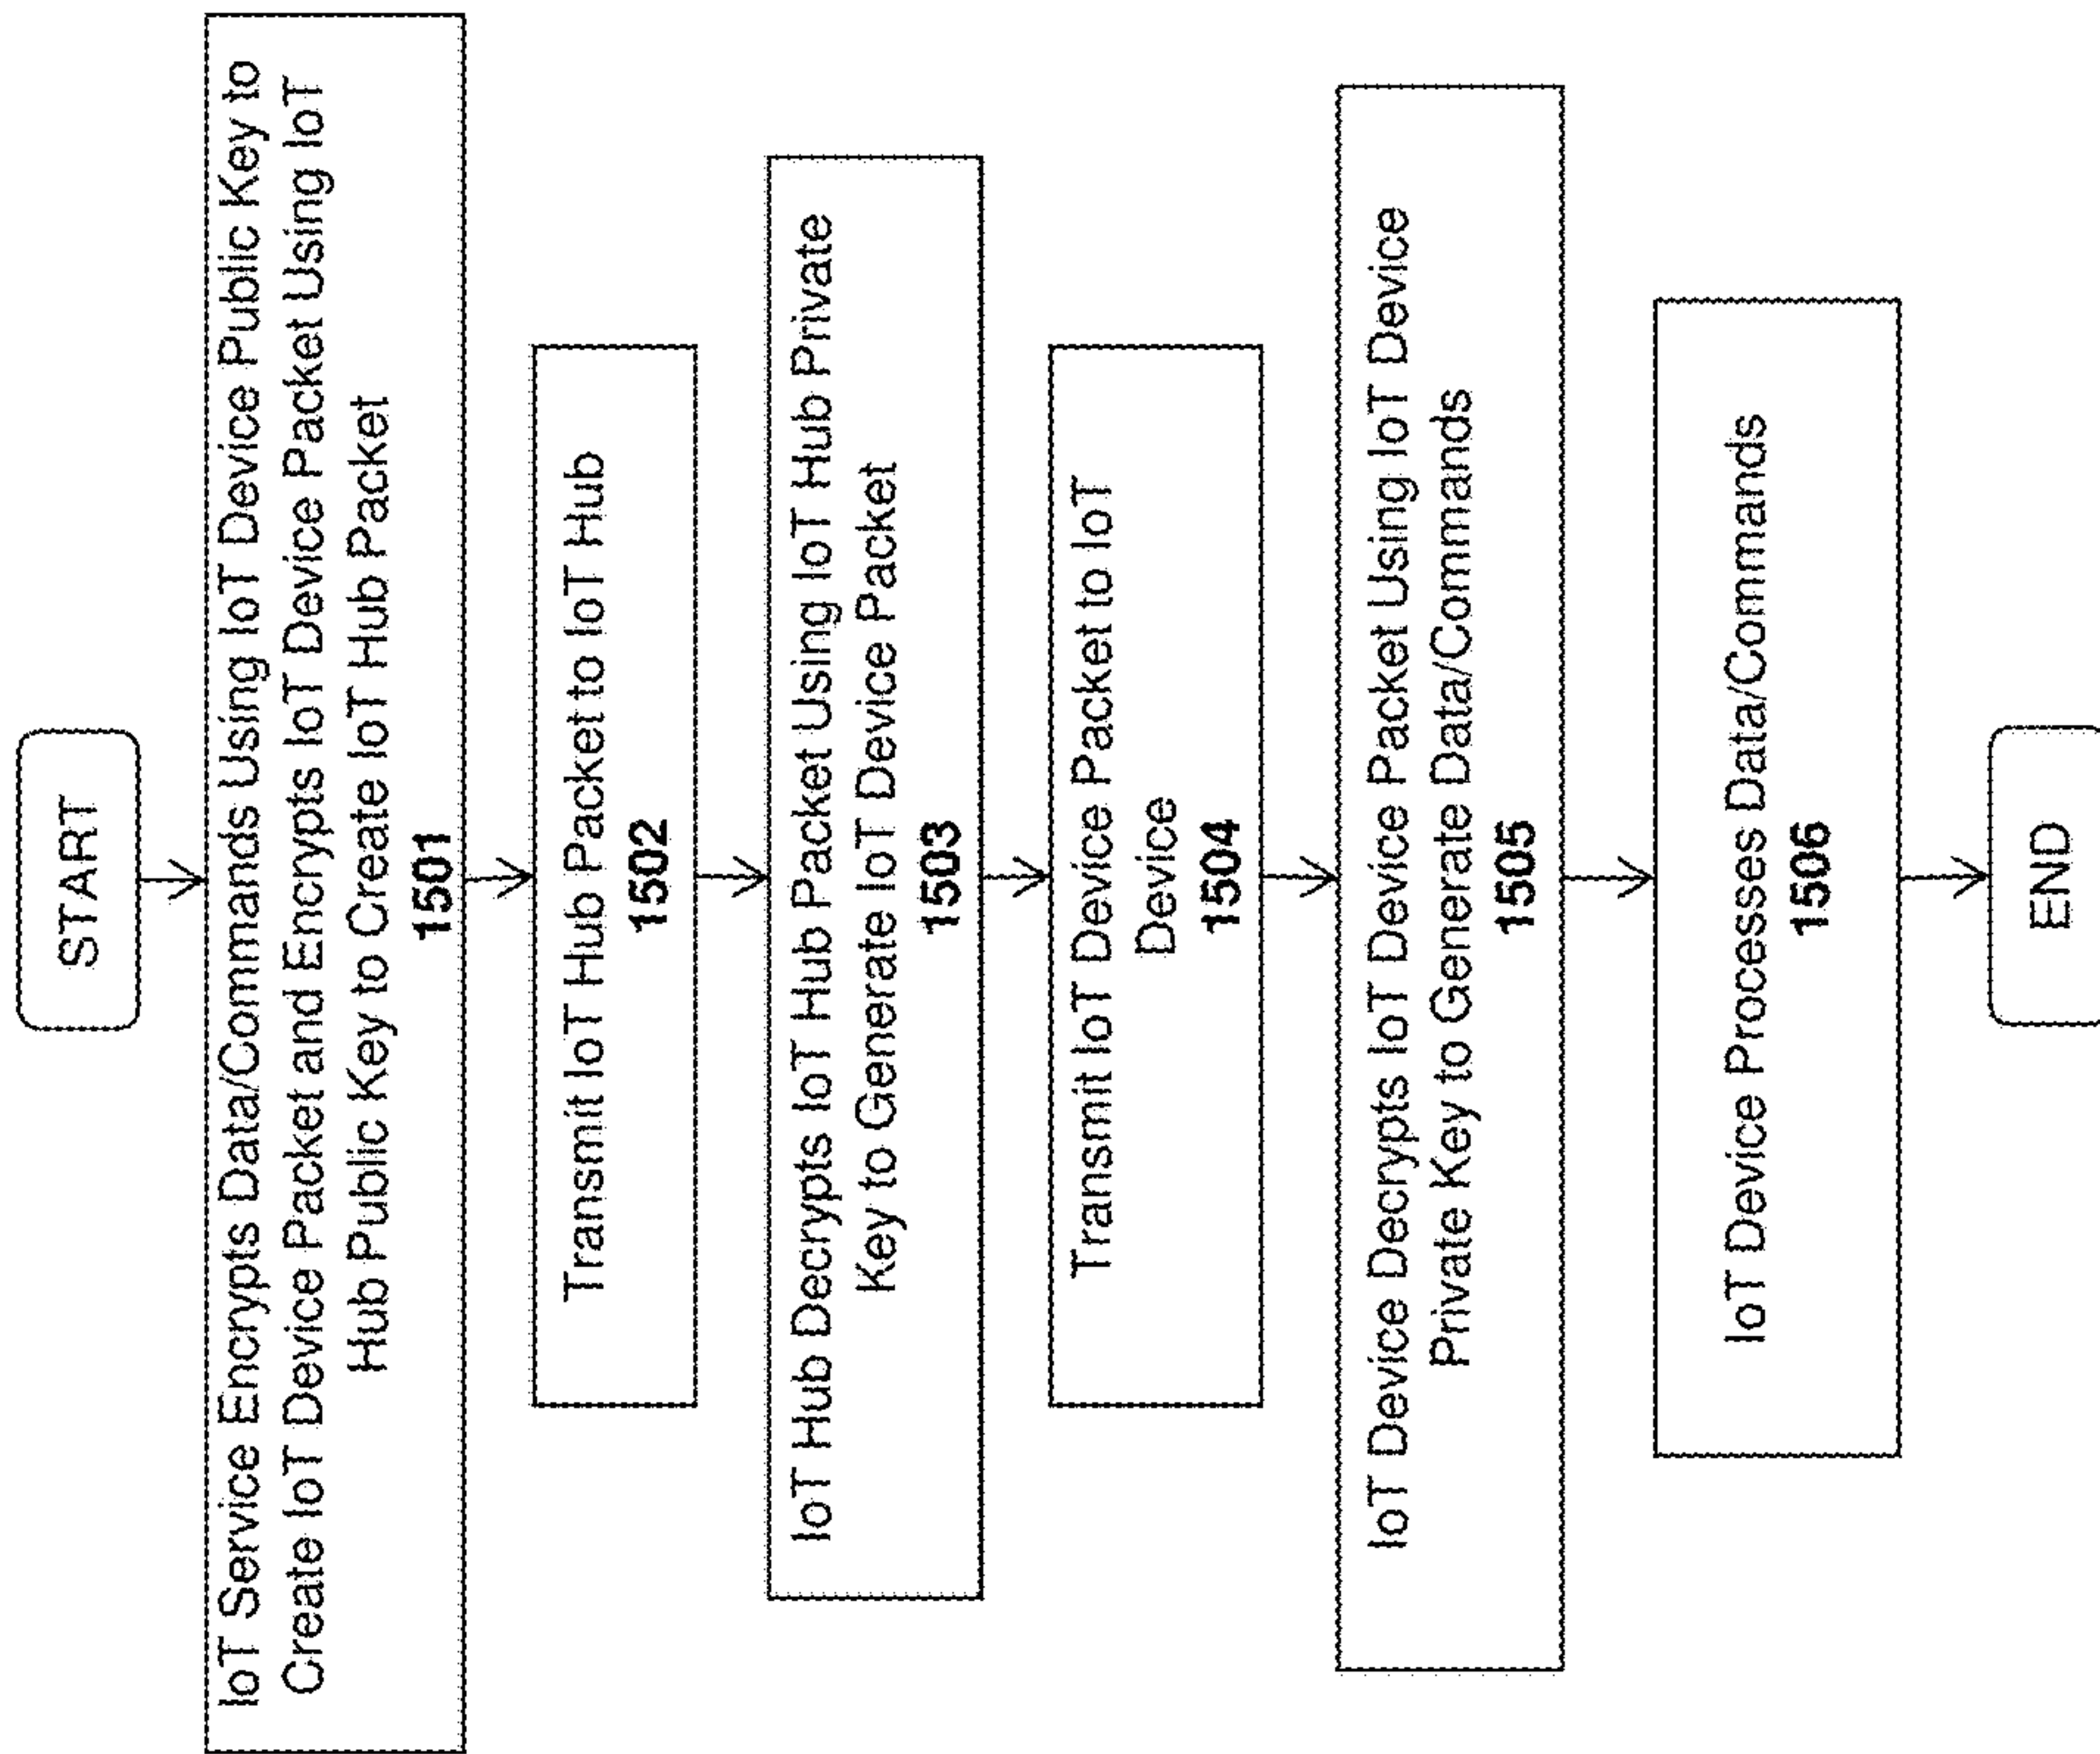 START
IoT Service Encrypts Data/Commands Using IoT Device Public Key to
Create IoT Device Packet and Encrypts IoT Device Packet Using IoT
Hub Public Key to Create IoT Hub Packet
1501
Transmit IoT Hub Packet to IoT Hub
1502
IoT Hub Decrypts IoT Hub Packet Using IoT Hub Private
Key to Generate IoT Device Packet
1503
Transmit IoT Device Packet to IoT
Device
1504
IoT Device Decrypts IoT Device Packet Using IoT Device
Private Key to Generate Data/Commands
1505
IoT Device Processes Data/Commands
1506
END